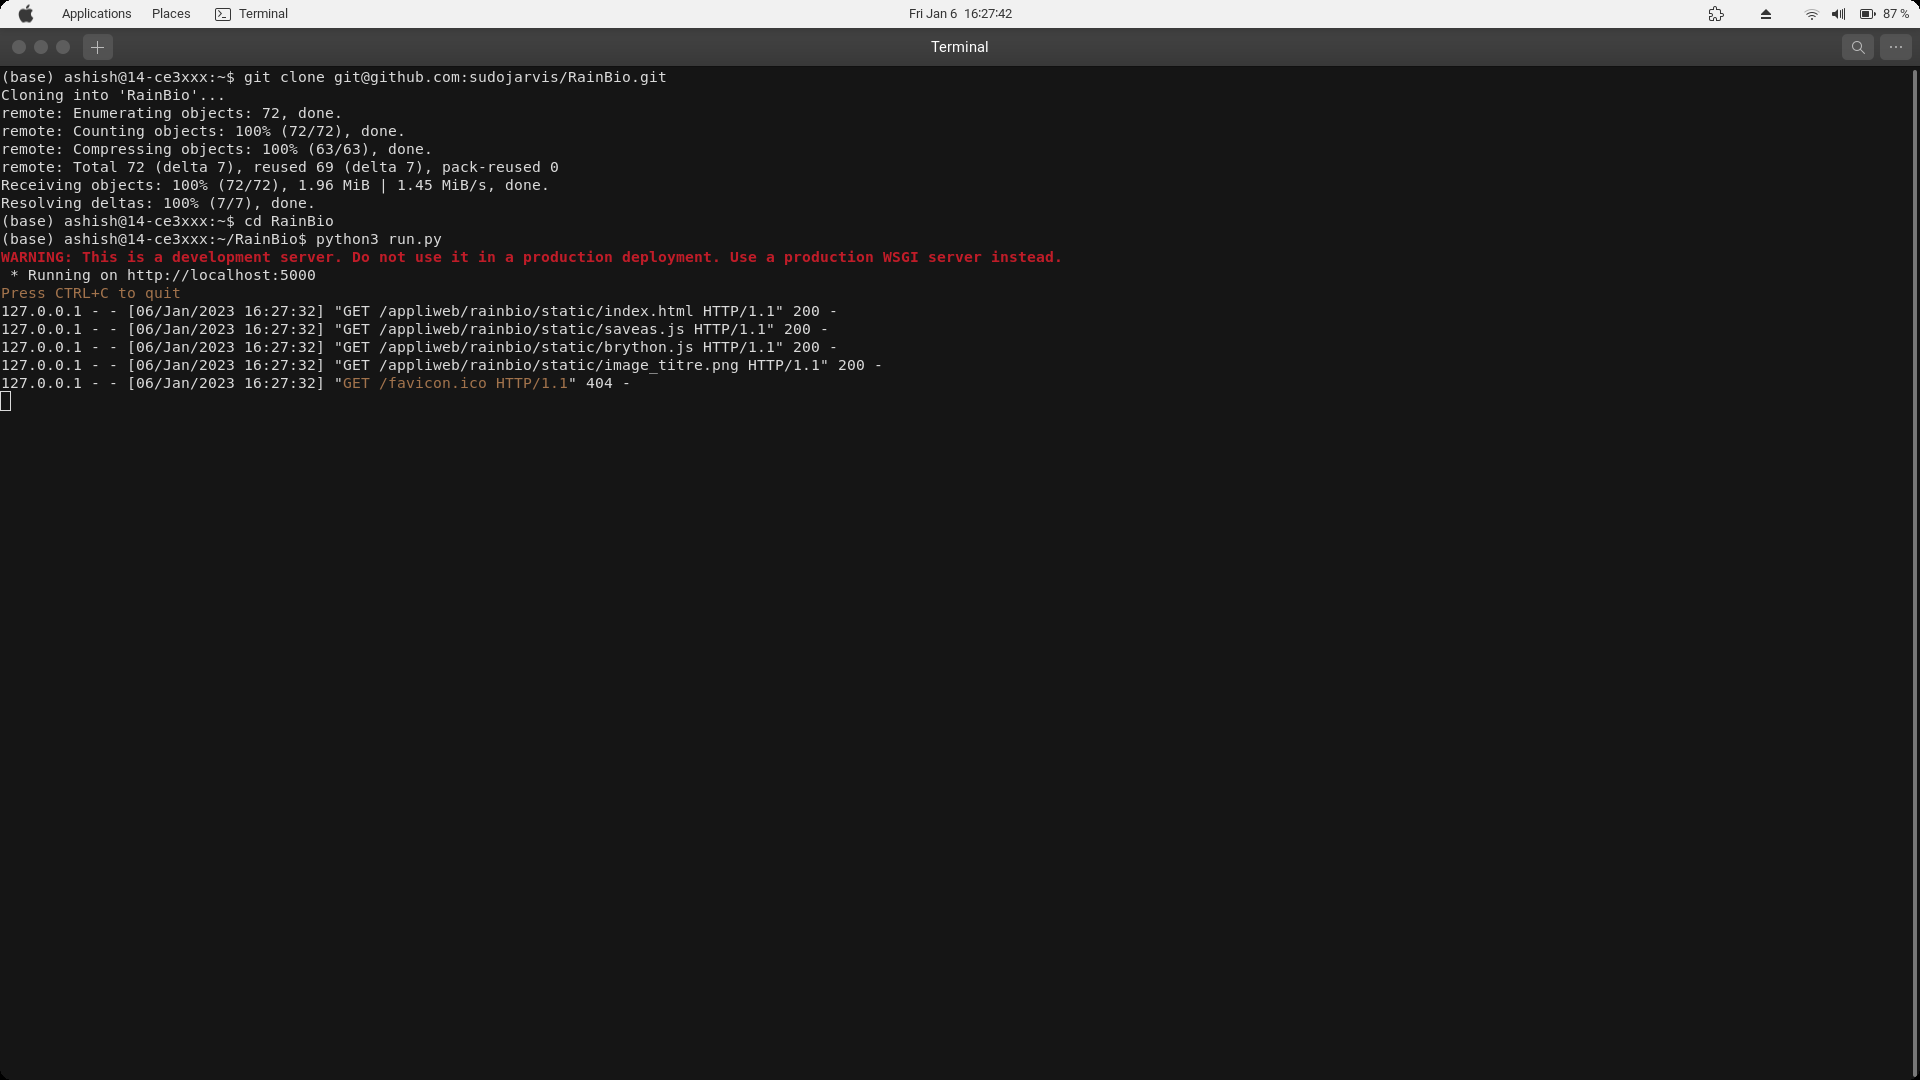 Applications Places Terminal Fri Jan 6 16:27:42 87 %
Terminal
(base) ashish@14-ce3xxx:~$ git clone git@github.com:sudojarvis/RainBio.git
Cloning into 'RainBio'...
remote: Enumerating objects: 72, done.
remote: Counting objects: 100% (72/72), done.
remote: Compressing objects: 100% (63/63), done.
remote: Total 72 (delta 7), reused 69 (delta 7), pack-reused 0
Receiving objects: 100% (72/72), 1.96 MiB | 1.45 MiB/s, done.
Resolving deltas: 100% (7/7), done.
(base) ashish@14-ce3xxx:~$ cd RainBio
(base) ashish@14-ce3xxx:~/RainBio$ python3 run.py
WARNING: This is a development server. Do not use it in a production deployment. Use a production WSGI server instead.
 * Running on http://localhost:5000
Press CTRL+C to quit
127.0.0.1 - - [06/Jan/2023 16:27:32] "GET /appliweb/rainbio/static/index.html HTTP/1.1" 200 -
127.0.0.1 - - [06/Jan/2023 16:27:32] "GET /appliweb/rainbio/static/saveas.js HTTP/1.1" 200 -
127.0.0.1 - - [06/Jan/2023 16:27:32] "GET /appliweb/rainbio/static/brython.js HTTP/1.1" 200 -
127.0.0.1 - - [06/Jan/2023 16:27:32] "GET /appliweb/rainbio/static/image_titre.png HTTP/1.1" 200 -
127.0.0.1 - - [06/Jan/2023 16:27:32] "GET /favicon.ico HTTP/1.1" 404 -